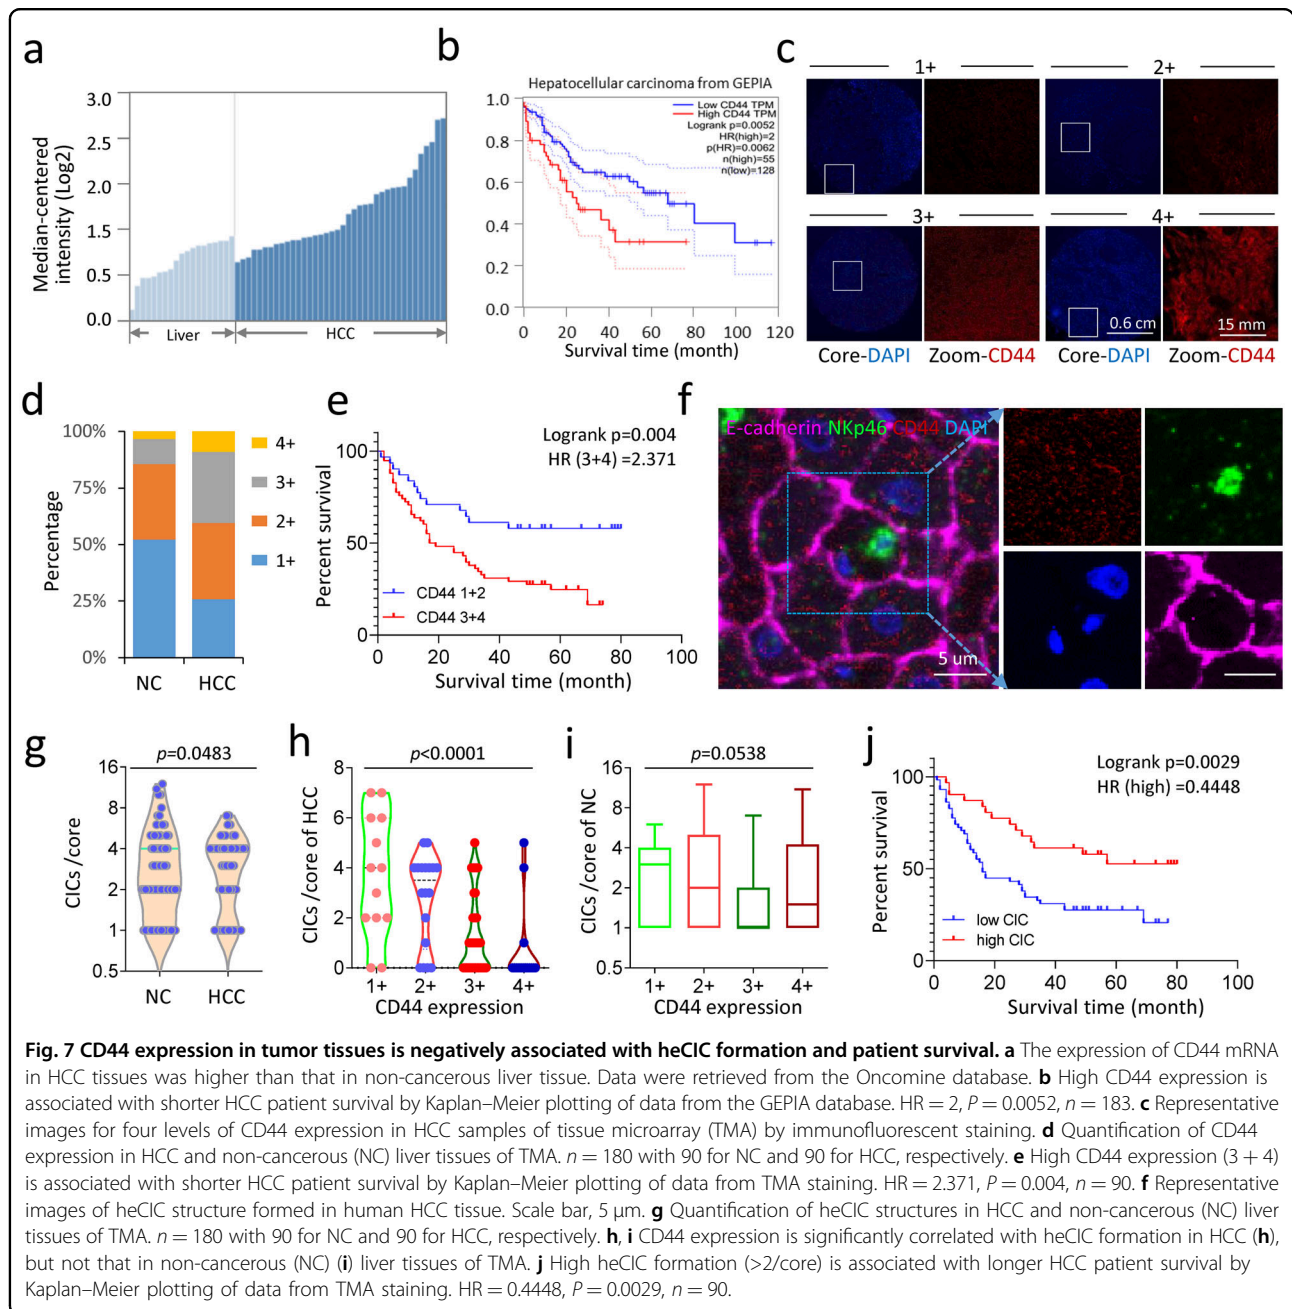 a
Median-centered
intensity (Log2)
3.0
2.5
2.0
1.5
0.5
0.0
Liver
HCC
b
Hepatocellular carcinoma from GEPIA
1.0
0.8
0.6
0.4
0.2
0
20
40
60
80
100
120
Low CD44 TPM
High CD44 TPM
Logrank p=0.0052
HR(high)=2
p(HR)=0.0062
n(high)=55
n(low)=128
Survival time (month)
c
1+
2+
3+
4+
0.6 cm
15 mm
Core-DAPI
Zoom-CD44
Core-DAPI
Zoom-CD44
d
Percentage
100%
75%
50%
25%
0%
NC
HCC
4+
3+
2+
1+
e
Percent survival
100
50
0
Logrank p=0.004
HR (3+4) =2.371
CD44 1+2
CD44 3+4
0
20
40
60
80
100
Survival time (month)
f
E-cadherin NKp46 CD44 DAPI
5 um
g
p=0.0483
CICs /core
16
8
4
2
1
0.5
NC
HCC
h
p<0.0001
CICs /core of HCC
8
6
4
2
0
1+
2+
3+
4+
CD44 expression
i
p=0.0538
CICs /core of NC
16
8
4
2
1
0.5
1+
2+
3+
4+
CD44 expression
j
Logrank p=0.0029
HR (high) =0.4448
Percent survival
100
50
0
low CIC
high CIC
0
20
40
60
80
100
Survival time (month)
Fig. 7 CD44 expression in tumor tissues is negatively associated with heCIC formation and patient survival. a The expression of CD44 mRNA
in HCC tissues was higher than that in non-cancerous liver tissue. Data were retrieved from the Oncomine database. b High CD44 expression is
associated with shorter HCC patient survival by Kaplan–Meier plotting of data from the GEPIA database. HR = 2, P = 0.0052, n = 183. c Representative
images for four levels of CD44 expression in HCC samples of tissue microarray (TMA) by immunofluorescent staining. d Quantification of CD44
expression in HCC and non-cancerous (NC) liver tissues of TMA. n = 180 with 90 for NC and 90 for HCC, respectively. e High CD44 expression (3 + 4)
is associated with shorter HCC patient survival by Kaplan–Meier plotting of data from TMA staining. HR = 2.371, P = 0.004, n = 90. f Representative
images of heCIC structure formed in human HCC tissue. Scale bar, 5 μm. g Quantification of heCIC structures in HCC and non-cancerous (NC) liver
tissues of TMA. n = 180 with 90 for NC and 90 for HCC, respectively. h, i CD44 expression is significantly correlated with heCIC formation in HCC (h),
but not that in non-cancerous (NC) (i) liver tissues of TMA. j High heCIC formation (>2/core) is associated with longer HCC patient survival by
Kaplan–Meier plotting of data from TMA staining. HR = 0.4448, P = 0.0029, n = 90.